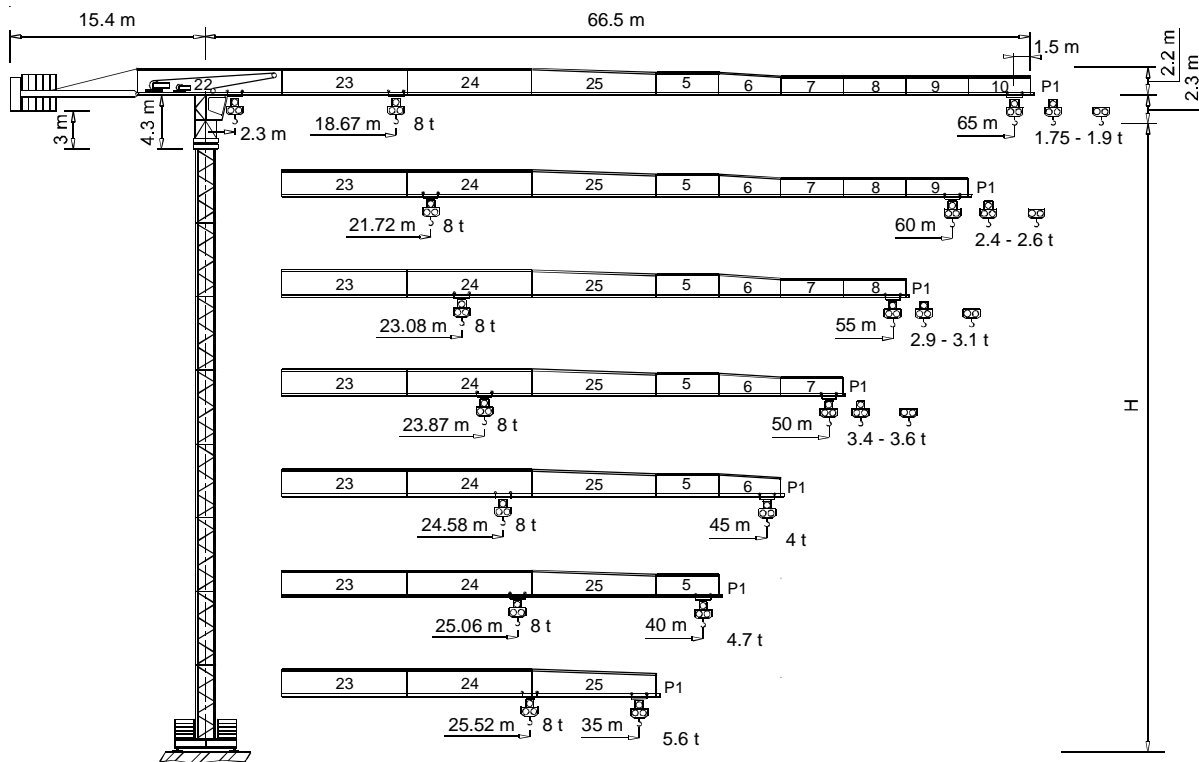 15.4 m 66.5 m
1.5 m
2.2 m
2.3 m
22 23 24 25 5 6 7 8 9 10 P1
3 m
4.3 m
2.3 m 18.67 m 8 t 65 m 1.75 - 1.9 t
23 24 25 5 6 7 8 9 P1
21.72 m 8 t 60 m 2.4 - 2.6 t
23 24 25 5 6 7 8 P1
23.08 m 8 t 55 m 2.9 - 3.1 t
23 24 25 5 6 7 P1
H
23.87 m 8 t 50 m 3.4 - 3.6 t
23 24 25 5 6 P1
24.58 m 8 t 45 m 4 t
23 24 25 5 P1
25.06 m 8 t 40 m 4.7 t
23 24 25 P1
25.52 m 8 t 35 m 5.6 t